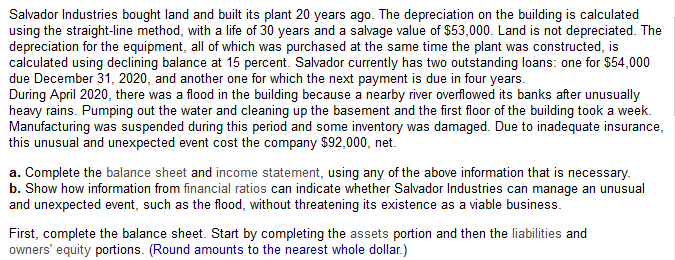 Salvador Industries bought land and built its plant 20 years ago. The depreciation on the building is calculated
using the straight-line method, with a life of 30 years and a salvage value of $53,000. Land is not depreciated. The
depreciation for the equipment, all of which was purchased at the same time the plant was constructed, is
calculated using declining balance at 15 percent. Salvador currently has two outstanding loans: one for $54,000
due December 31, 2020, and another one for which the next payment is due in four years.
During April 2020, there was a flood in the building because a nearby river overflowed its banks after unusually
heavy rains. Pumping out the water and cleaning up the basement and the first floor of the building took a week.
Manufacturing was suspended during this period and some inventory was damaged. Due to inadequate insurance,
this unusual and unexpected event cost the company $92,000, net.
a. Complete the balance sheet and income statement, using any of the above information that is necessary.
b. Show how information from financial ratios can indicate whether Salvador Industries can manage an unusual
and unexpected event, such as the flood, without threatening its existence as a viable business.
First, complete the balance sheet. Start by completing the assets portion and then the liabilities and
owners' equity portions. (Round amounts to the nearest whole dollar.)